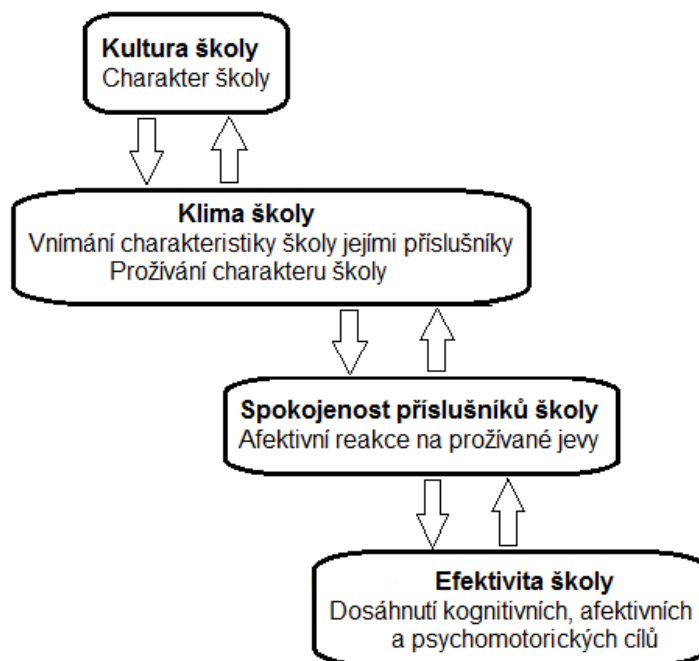 Kultura školy
Charakter školy
Klima školy
Vnímání charakteristiky školy jejími příslušníky
Prožívání charakteru školy
Spokojenost příslušníků školy
Afektivní reakce na prožívané jevy
Efektivita školy
Dosáhnutí kognitivních, afektivních
a psychomotorických cílů